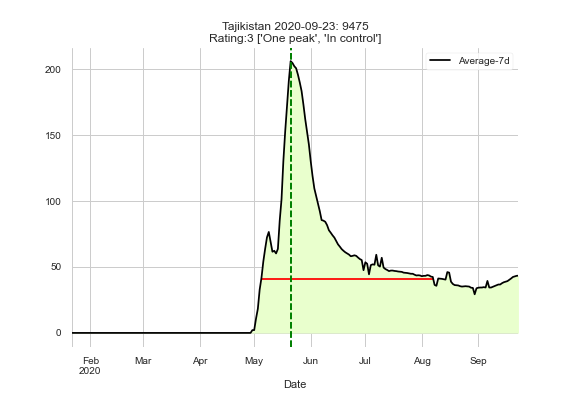 Tajikistan 2020-09-23: 9475
Rating:3 ['One peak', 'In control']
Average-7d
200
150
100
50
0
Feb Mar Apr May Jun Jul Aug Sep
2020
Date